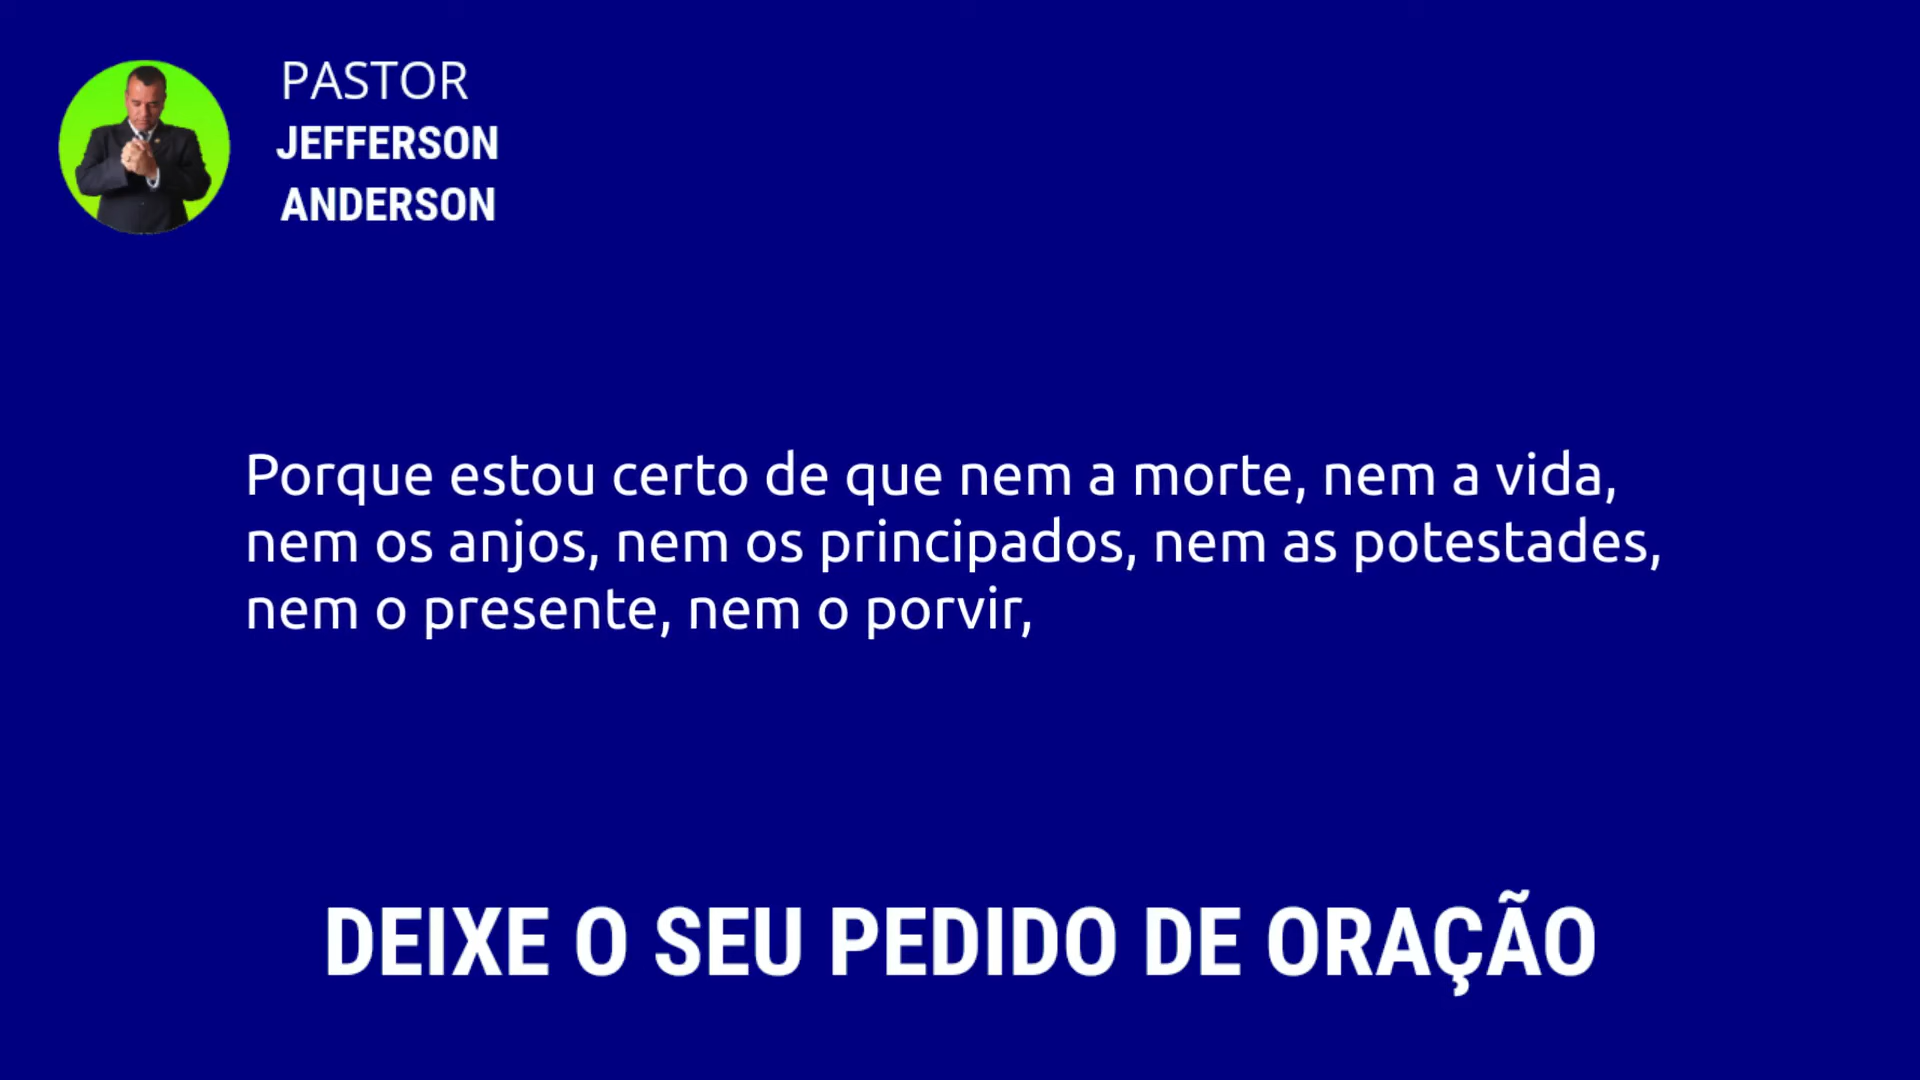 PASTOR
JEFFERSON
ANDERSON
Porque estou certo de que nem a morte, nem a vida,
nem os anjos, nem os principados, nem as potestades,
nem o presente, nem o porvir,
DEIXE O SEU PEDIDO DE ORAÇÃO